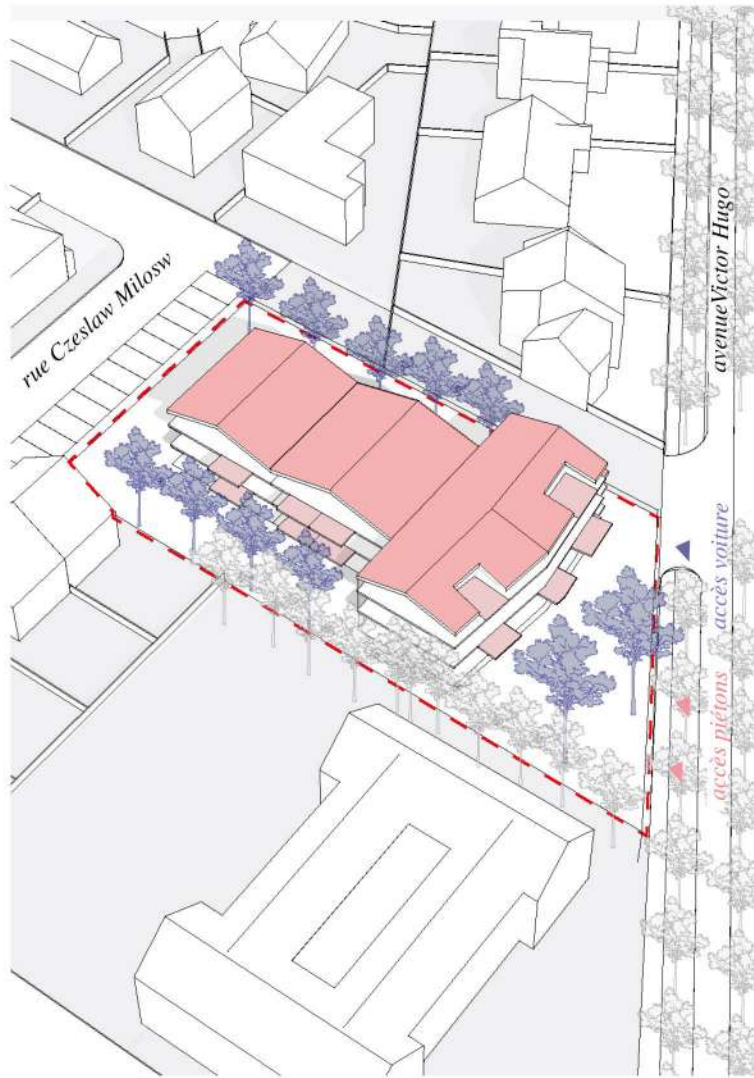 rue Czeslaw Milosw
avenueVictor Hugo
accès voiture
accès piétons